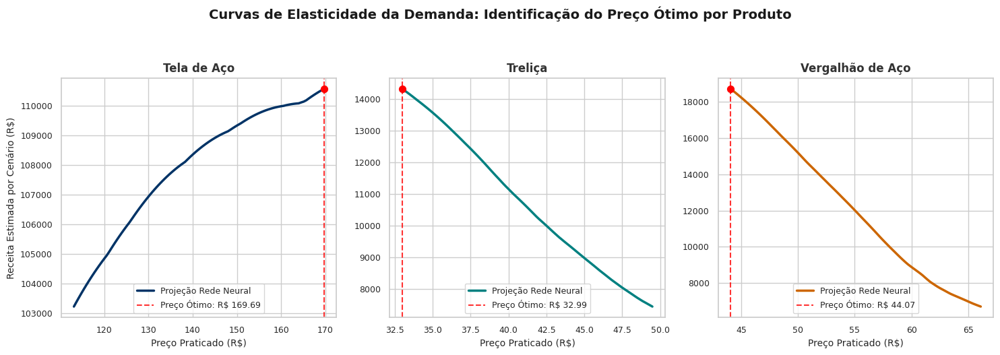 Curvas de Elasticidade da Demanda: Identificação do Preço Ótimo por Produto
Tela de Aço
Receita Estimada por Cenário (R$)
110000
109000
108000
107000
106000
105000
104000
103000
120
130
140
150
160
170
Preço Praticado (R$)
Projeção Rede Neural
Preço Ótimo: R$ 169.69
Treliça
14000
13000
12000
11000
10000
9000
8000
32.5
35.0
37.5
40.0
42.5
45.0
47.5
50.0
Preço Praticado (R$)
Projeção Rede Neural
Preço Ótimo: R$ 32.99
Vergalhão de Aço
18000
16000
14000
12000
10000
8000
45
50
55
60
65
Preço Praticado (R$)
Projeção Rede Neural
Preço Ótimo: R$ 44.07